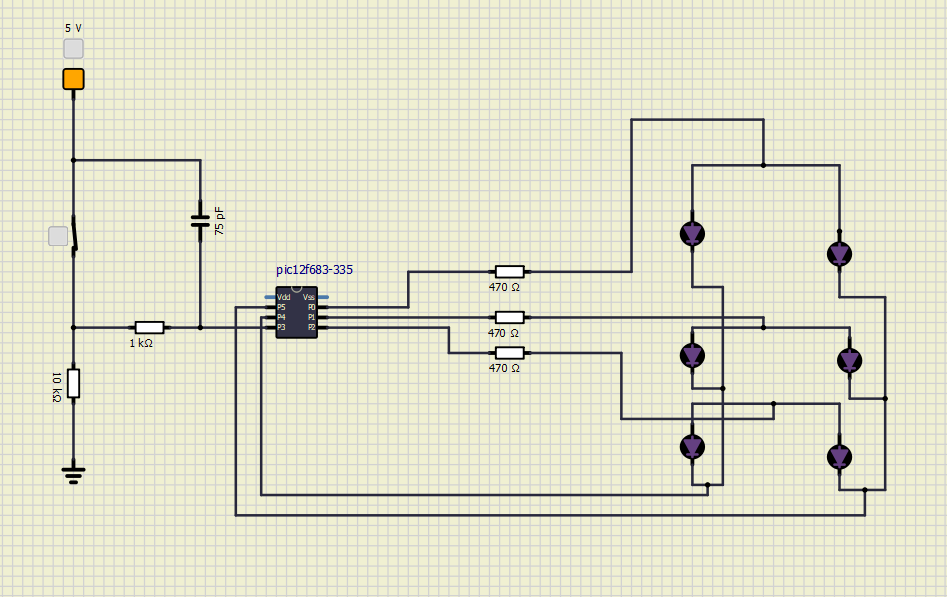 5 V
75 pF
pic12f683-335
Vdd Vss
P5 P0
P4 P1
P3 P2
470 Ω
470 Ω
470 Ω
1 kΩ
10 kΩ